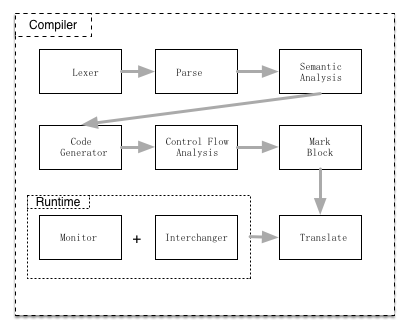 Compiler
Lexer
Parse
Semantic
Analysis
Code
Generator
Control Flow
Analysis
Mark
Block
Runtime
Monitor
+
Interchanger
Translate